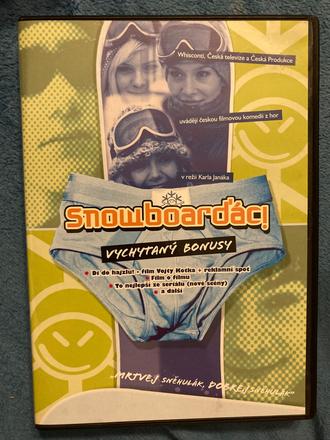 Whisconti, Česká televize a Česká Produkce
uvádějí českou filmovou komedii z hor
v režii Karla Janáka
Snowboarďáci
VYCHYTANÝ BONUSY
Di do hajzlu! - film Vojty Kotka + reklamní spot
Film o filmu
To nejlepší ze seriálu (nové scény)
a další
„MRTVEJ SNĚHULÁK, DOBREJ SNĚHULÁK“